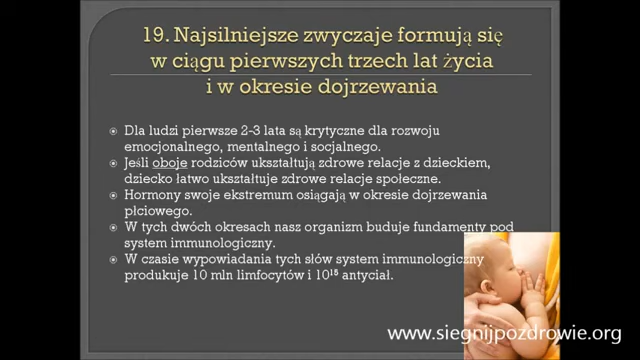 19. Najsilniejsze zwyczaje formują się
w ciągu pierwszych trzech lat życia
i w okresie dojrzewania
Dla ludzi pierwsze 2-3 lata są krytyczne dla rozwoju
emocjonalnego, mentalnego i socjalnego.
Jeśli oboje rodziców ukształtują zdrowe relacje z dzieckiem,
dziecko łatwo ukształtuje zdrowe relacje społeczne.
Hormony swoje ekstremum osiągają w okresie dojrzewania
płciowego.
W tych dwóch okresach nasz organizm buduje fundamenty pod
system immunologiczny.
W czasie wypowiadania tych słów system immunologiczny
produkuje 10 mln limfocytów i 10¹⁵ antyciał.
www.siegnijpozdrowie.org